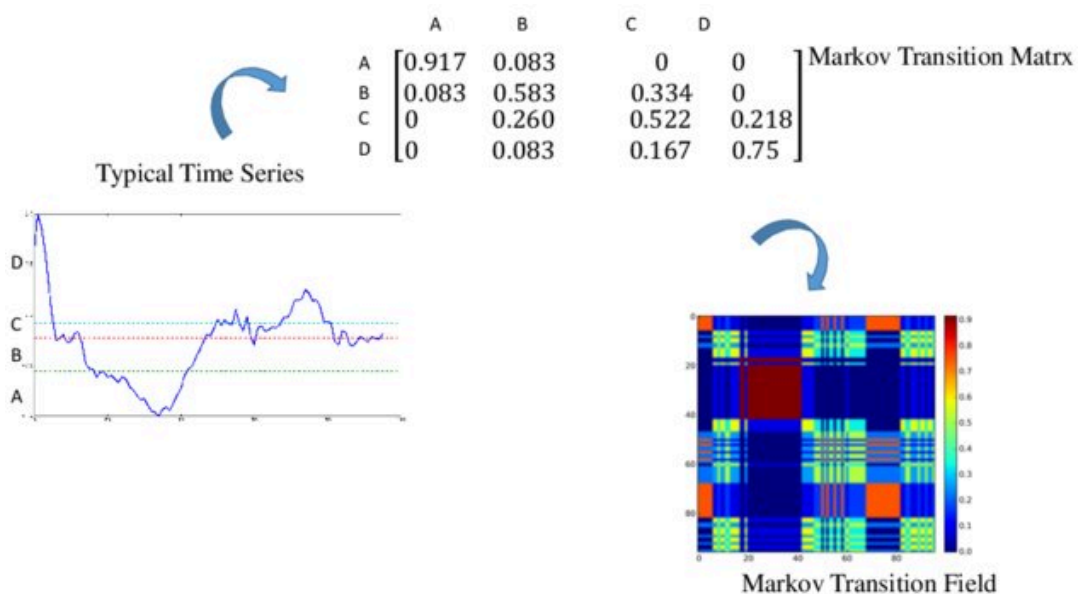 A B C D
A 0.917 0.083 0 0 Markov Transition Matrx
B 0.083 0.583 0.334 0
C 0 0.260 0.522 0.218
D 0 0.083 0.167 0.75
Typical Time Series
D
C
B
A
0
20
40
60
80
0 20 40 60 80
0.9
0.8
0.7
0.6
0.5
0.4
0.3
0.2
0.1
0.0
Markov Transition Field